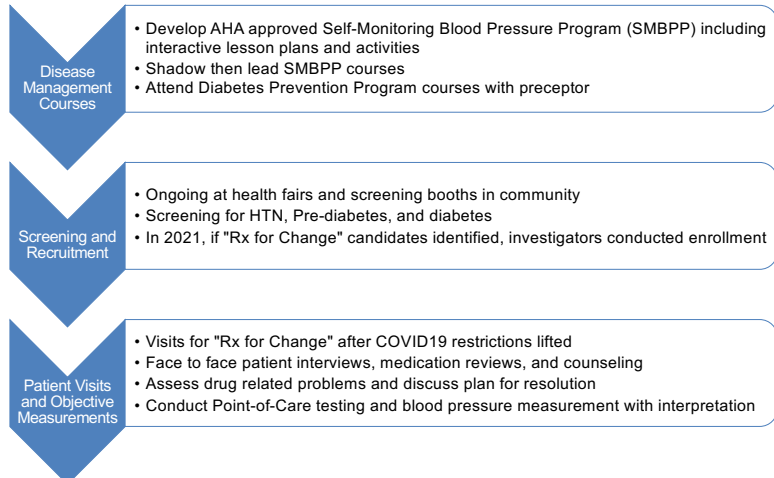 Disease
Management
Courses
• Develop AHA approved Self-Monitoring Blood Pressure Program (SMBPP) including
interactive lesson plans and activities
• Shadow then lead SMBPP courses
• Attend Diabetes Prevention Program courses with preceptor
Screening and
Recruitment
• Ongoing at health fairs and screening booths in community
• Screening for HTN, Pre-diabetes, and diabetes
• In 2021, if "Rx for Change" candidates identified, investigators conducted enrollment
Patient Visits
and Objective
Measurements
• Visits for "Rx for Change" after COVID19 restrictions lifted
• Face to face patient interviews, medication reviews, and counseling
• Assess drug related problems and discuss plan for resolution
• Conduct Point-of-Care testing and blood pressure measurement with interpretation